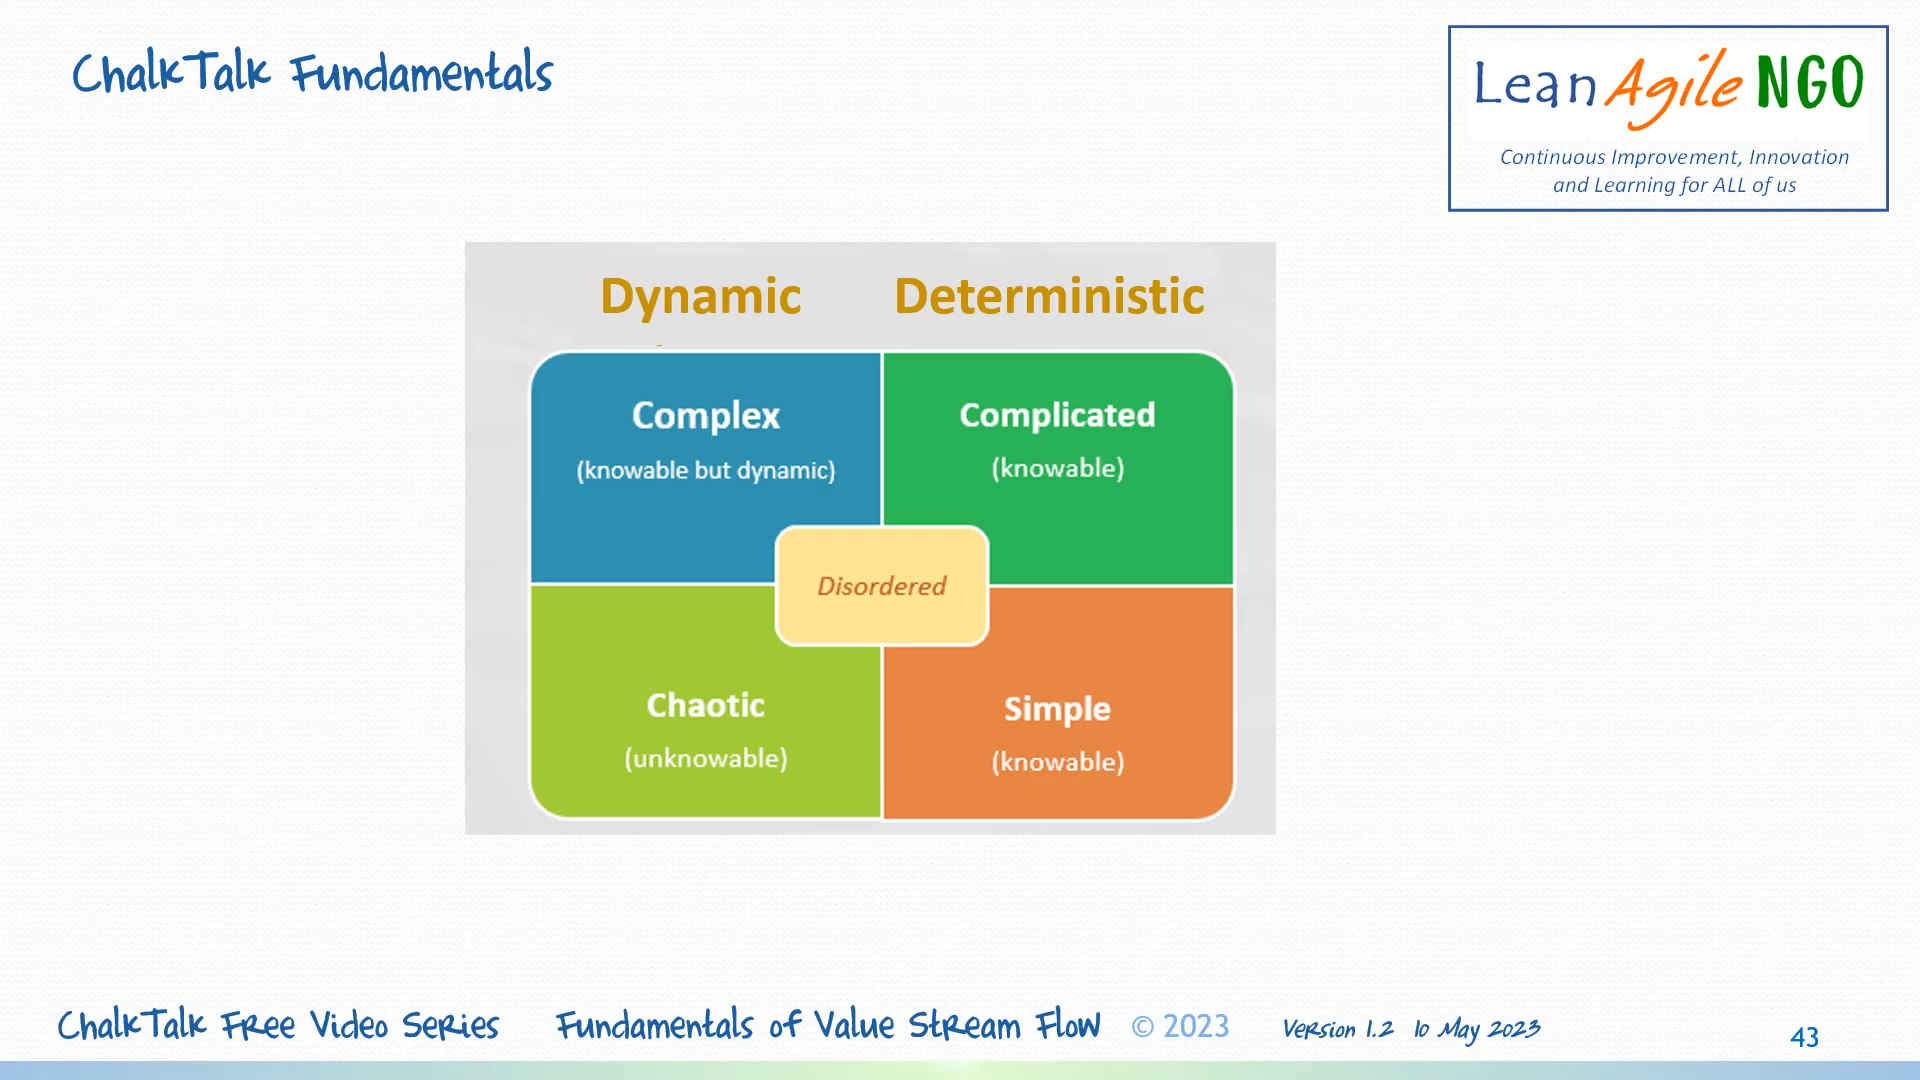 ChalkTalk Fundamentals
Lean Agile NGO
Continuous Improvement, Innovation
and Learning for ALL of us
Dynamic Deterministic
Complex
(knowable but dynamic)
Complicated
(knowable)
Disordered
Chaotic
(unknowable)
Simple
(knowable)
ChalkTalk Free Video Series Fundamentals of Value Stream Flow © 2023 Version 1.2 10 May 2023 43